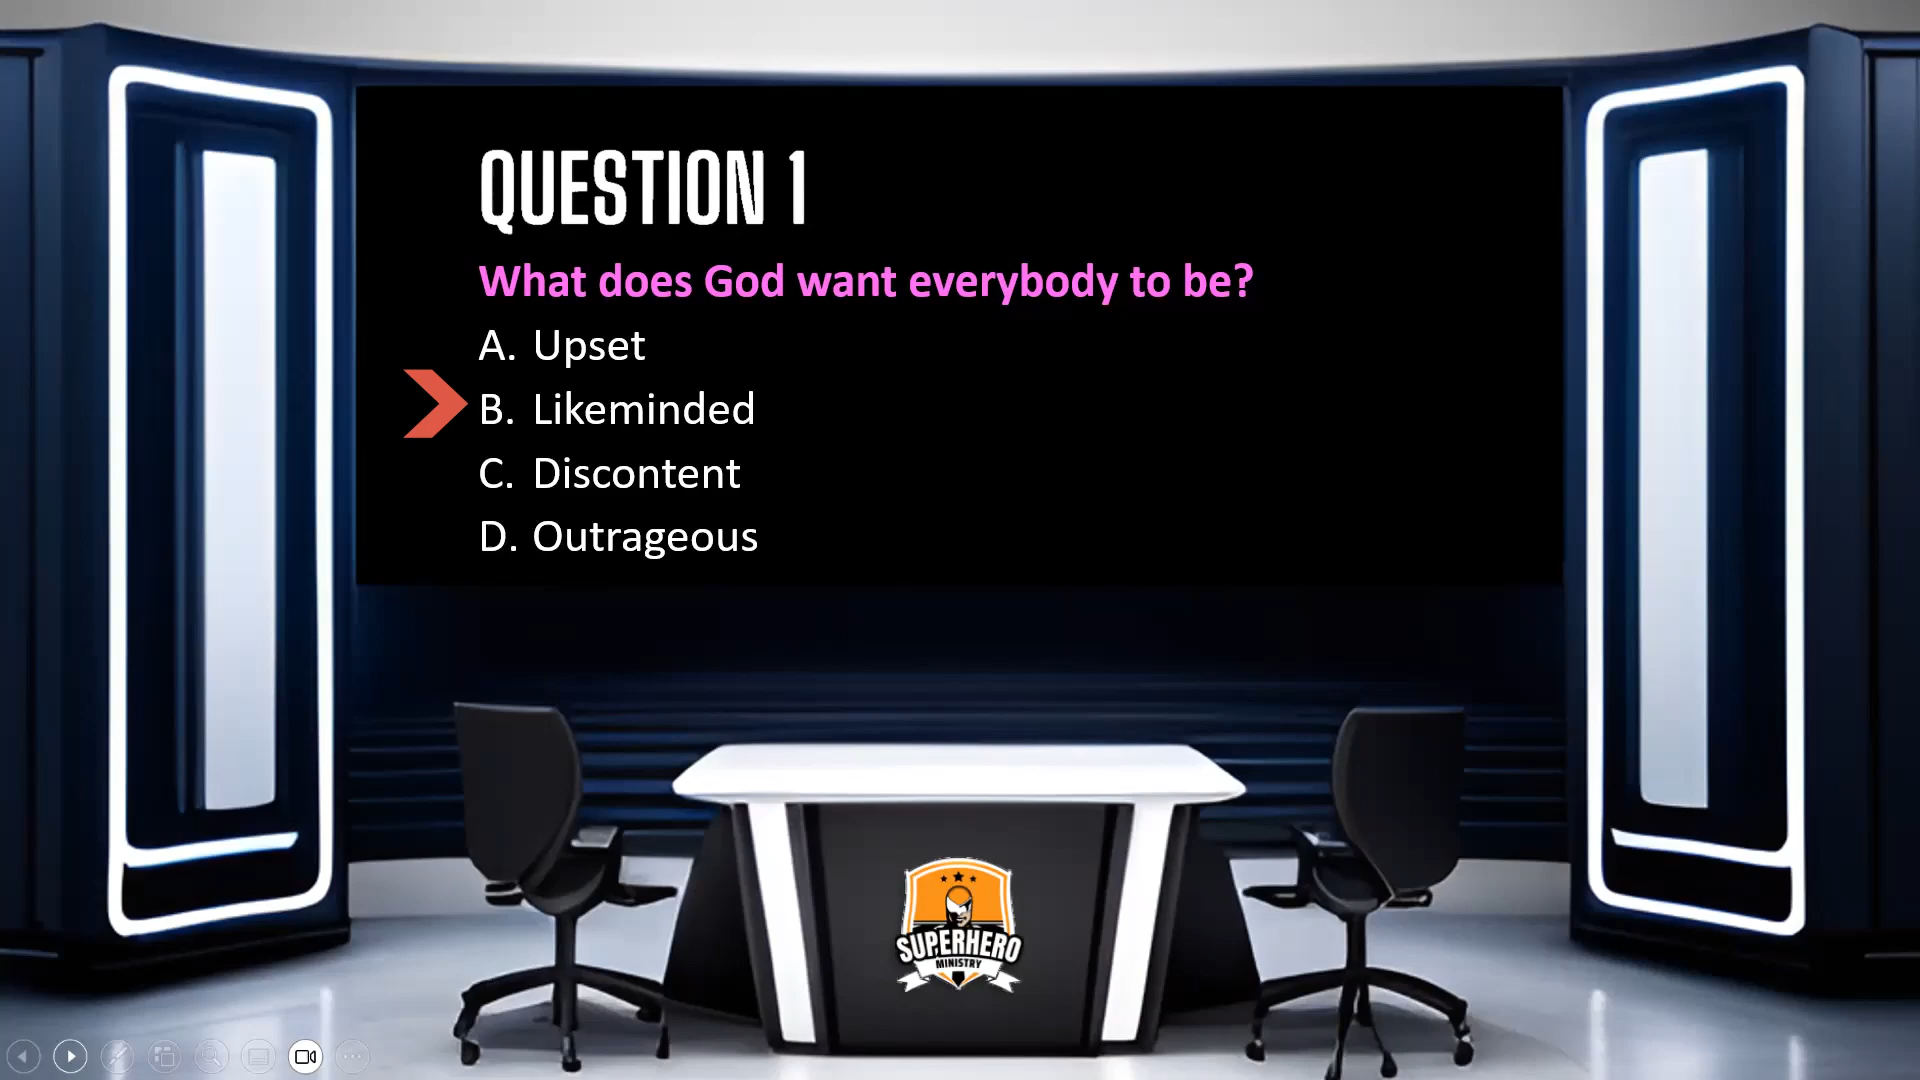 QUESTION 1
What does God want everybody to be?
A. Upset
B. Likeminded
C. Discontent
D. Outrageous
SUPERHERO
MINISTRY